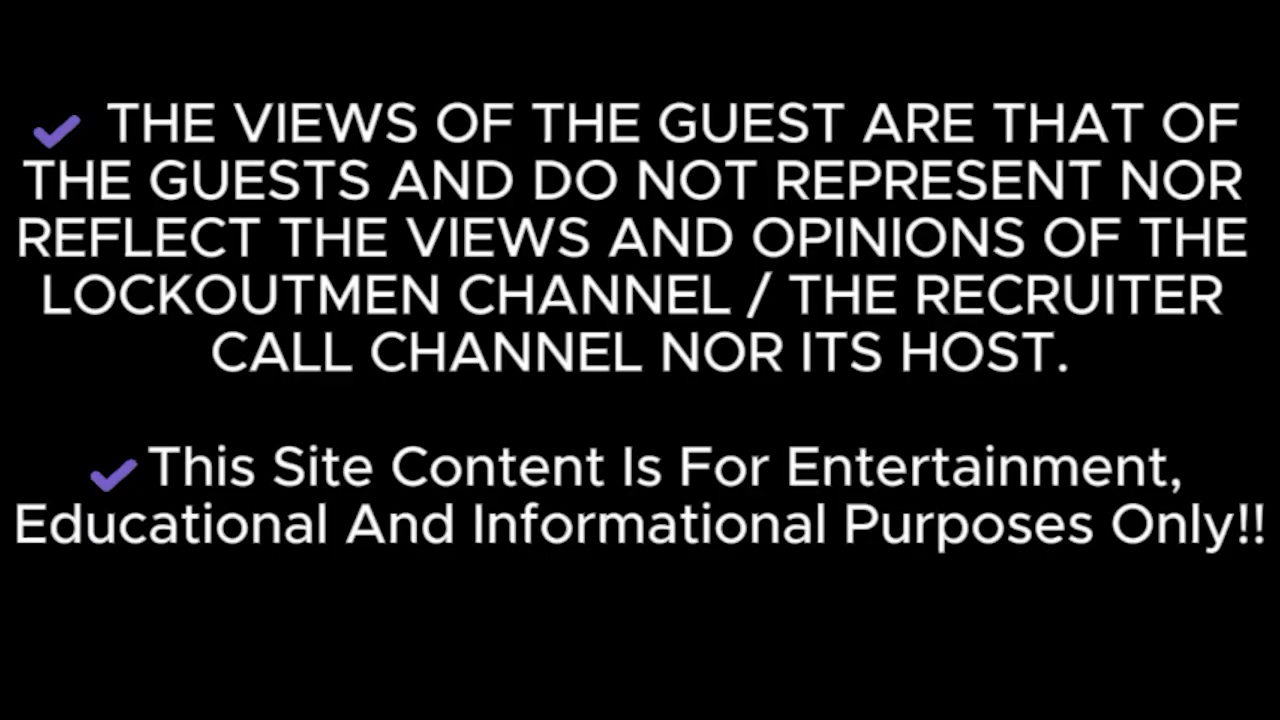 ✔ THE VIEWS OF THE GUEST ARE THAT OF
THE GUESTS AND DO NOT REPRESENT NOR
REFLECT THE VIEWS AND OPINIONS OF THE
LOCKOUTMEN CHANNEL / THE RECRUITER
CALL CHANNEL NOR ITS HOST.
✔ This Site Content Is For Entertainment,
Educational And Informational Purposes Only!!